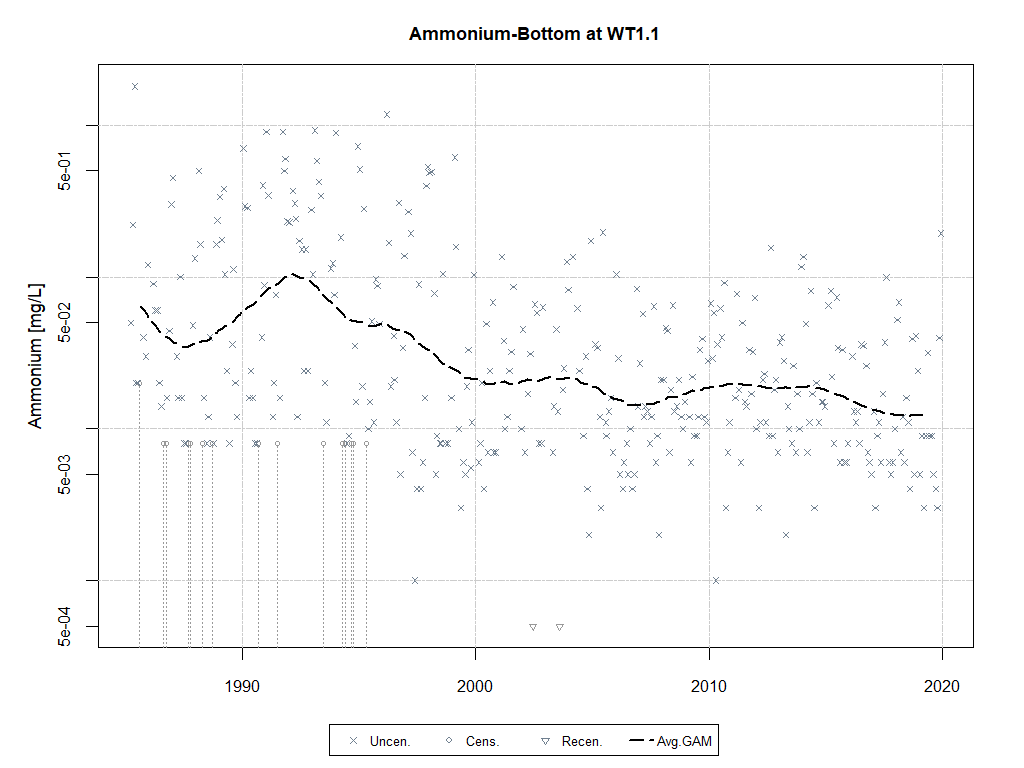 Ammonium-Bottom at WT1.1
Ammonium [mg/L]
5e-01
5e-02
5e-03
5e-04
1990 2000 2010 2020
Uncen. Cens. Recen. Avg.GAM